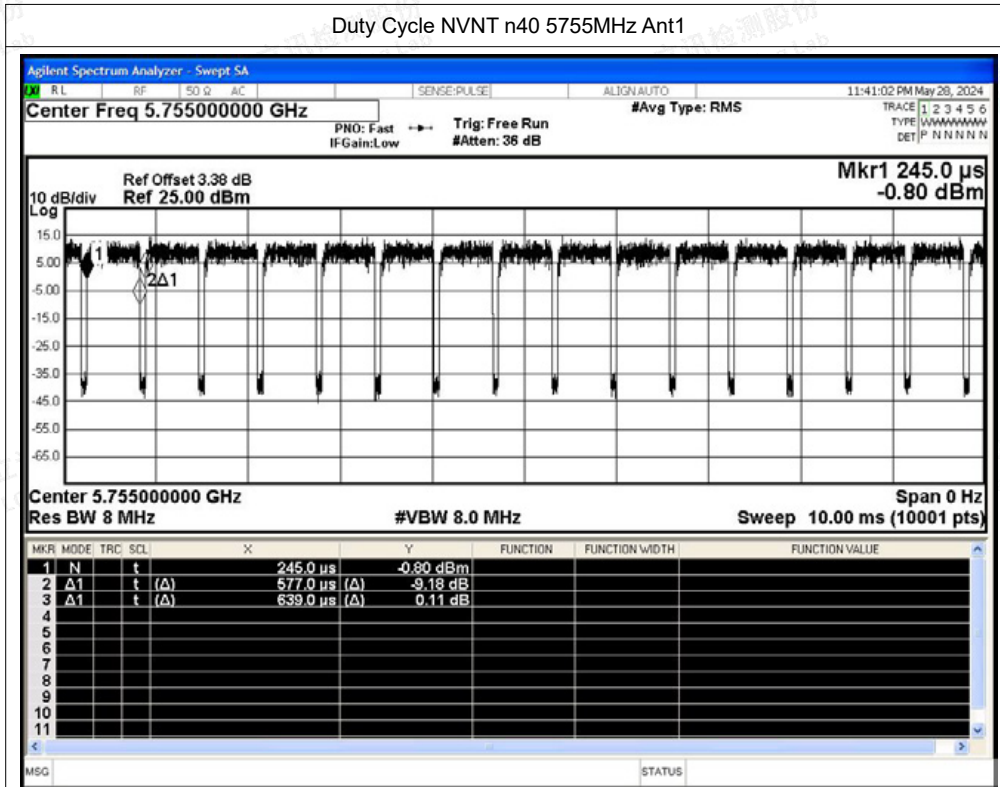 Duty Cycle NVNT n40 5755MHz Ant1
Agilent Spectrum Analyzer - Swept SA
RL RF 50 Ω AC SENSE:PULSE ALIGNAUTO 11:41:02 PM May 28, 2024
Center Freq 5.755000000 GHz #Avg Type: RMS TRACE 1 2 3 4 5 6
PNO: Fast Trig: Free Run TYPE WWWWWW
IFGain:Low #Atten: 36 dB DET P N N N N N
Mkr1 245.0 µs
Ref Offset 3.38 dB
10 dB/div Ref 25.00 dBm -0.80 dBm
Log
15.0
5.00
1
2Δ1
-5.00
-15.0
-25.0
-35.0
-45.0
-55.0
-65.0
Center 5.755000000 GHz Span 0 Hz
Res BW 8 MHz #VBW 8.0 MHz Sweep 10.00 ms (10001 pts)
MKR MODE TRC SCL X Y FUNCTION FUNCTION WIDTH FUNCTION VALUE
1 N t 245.0 µs -0.80 dBm
2 Δ1 t (Δ) 577.0 µs (Δ) -9.18 dB
3 Δ1 t (Δ) 639.0 µs (Δ) 0.11 dB
4
5
6
7
8
9
10
11
MSG STATUS